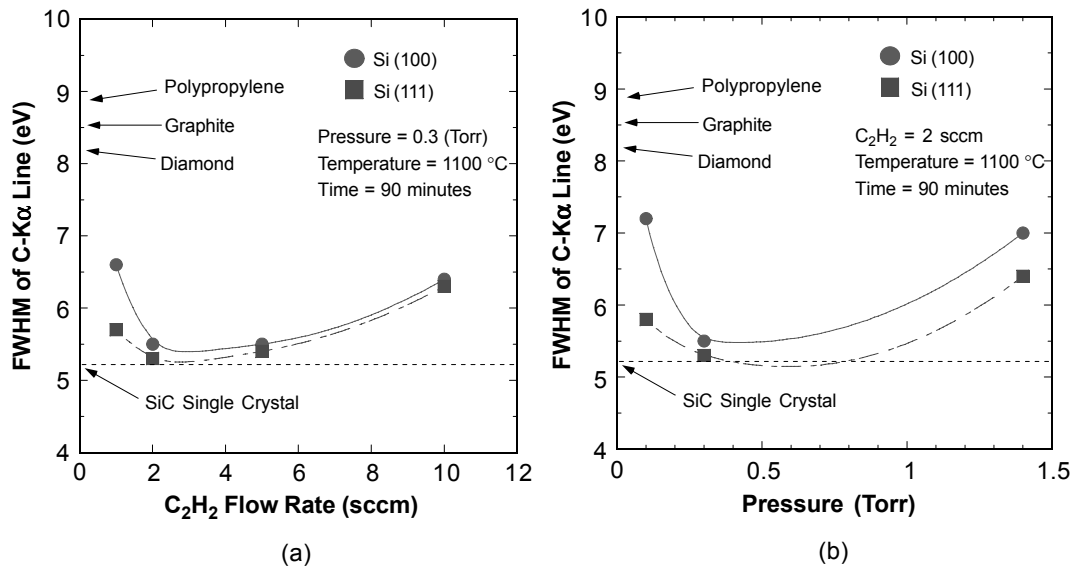 10
9
8
7
6
5
4
FWHM of C-Kα Line (eV)
Polypropylene
Graphite
Diamond
Si (100)
Si (111)
Pressure = 0.3 (Torr)
Temperature = 1100 °C
Time = 90 minutes
SiC Single Crystal
0 2 4 6 8 10 12
C₂H₂ Flow Rate (sccm)
(a)
10
9
8
7
6
5
4
FWHM of C-Kα Line (eV)
Polypropylene
Graphite
Diamond
Si (100)
Si (111)
C₂H₂ = 2 sccm
Temperature = 1100 °C
Time = 90 minutes
SiC Single Crystal
0 0.5 1 1.5
Pressure (Torr)
(b)